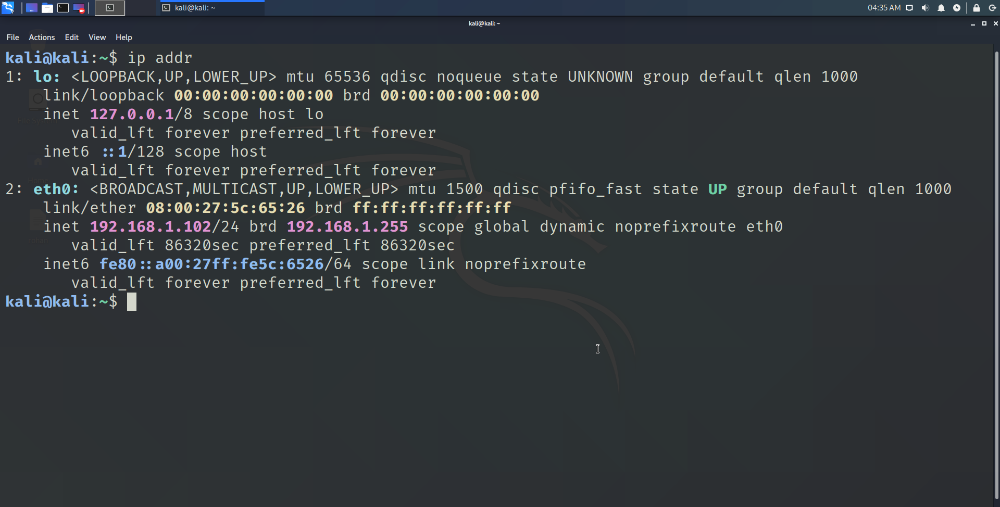 kali@kali: ~
04:35 AM
kali@kali: ~
File Actions Edit View Help
kali@kali:~$ ip addr
1: lo: <LOOPBACK,UP,LOWER_UP> mtu 65536 qdisc noqueue state UNKNOWN group default qlen 1000
link/loopback 00:00:00:00:00:00 brd 00:00:00:00:00:00
inet 127.0.0.1/8 scope host lo
valid_lft forever preferred_lft forever
inet6 ::1/128 scope host
valid_lft forever preferred_lft forever
2: eth0: <BROADCAST,MULTICAST,UP,LOWER_UP> mtu 1500 qdisc pfifo_fast state UP group default qlen 1000
link/ether 08:00:27:5c:65:26 brd ff:ff:ff:ff:ff:ff
inet 192.168.1.102/24 brd 192.168.1.255 scope global dynamic noprefixroute eth0
valid_lft 86320sec preferred_lft 86320sec
inet6 fe80::a00:27ff:fe5c:6526/64 scope link noprefixroute
valid_lft forever preferred_lft forever
kali@kali:~$
File System
Home
rohan